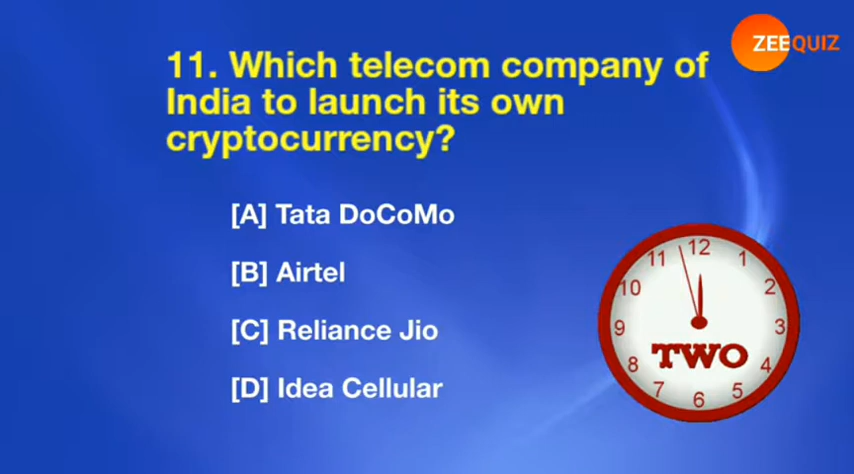 ZEEQUIZ
11. Which telecom company of
India to launch its own
cryptocurrency?
[A] Tata DoCoMo
[B] Airtel
[C] Reliance Jio
[D] Idea Cellular
12
11 1
10 2
9 3
TWO
8 4
7 5
6